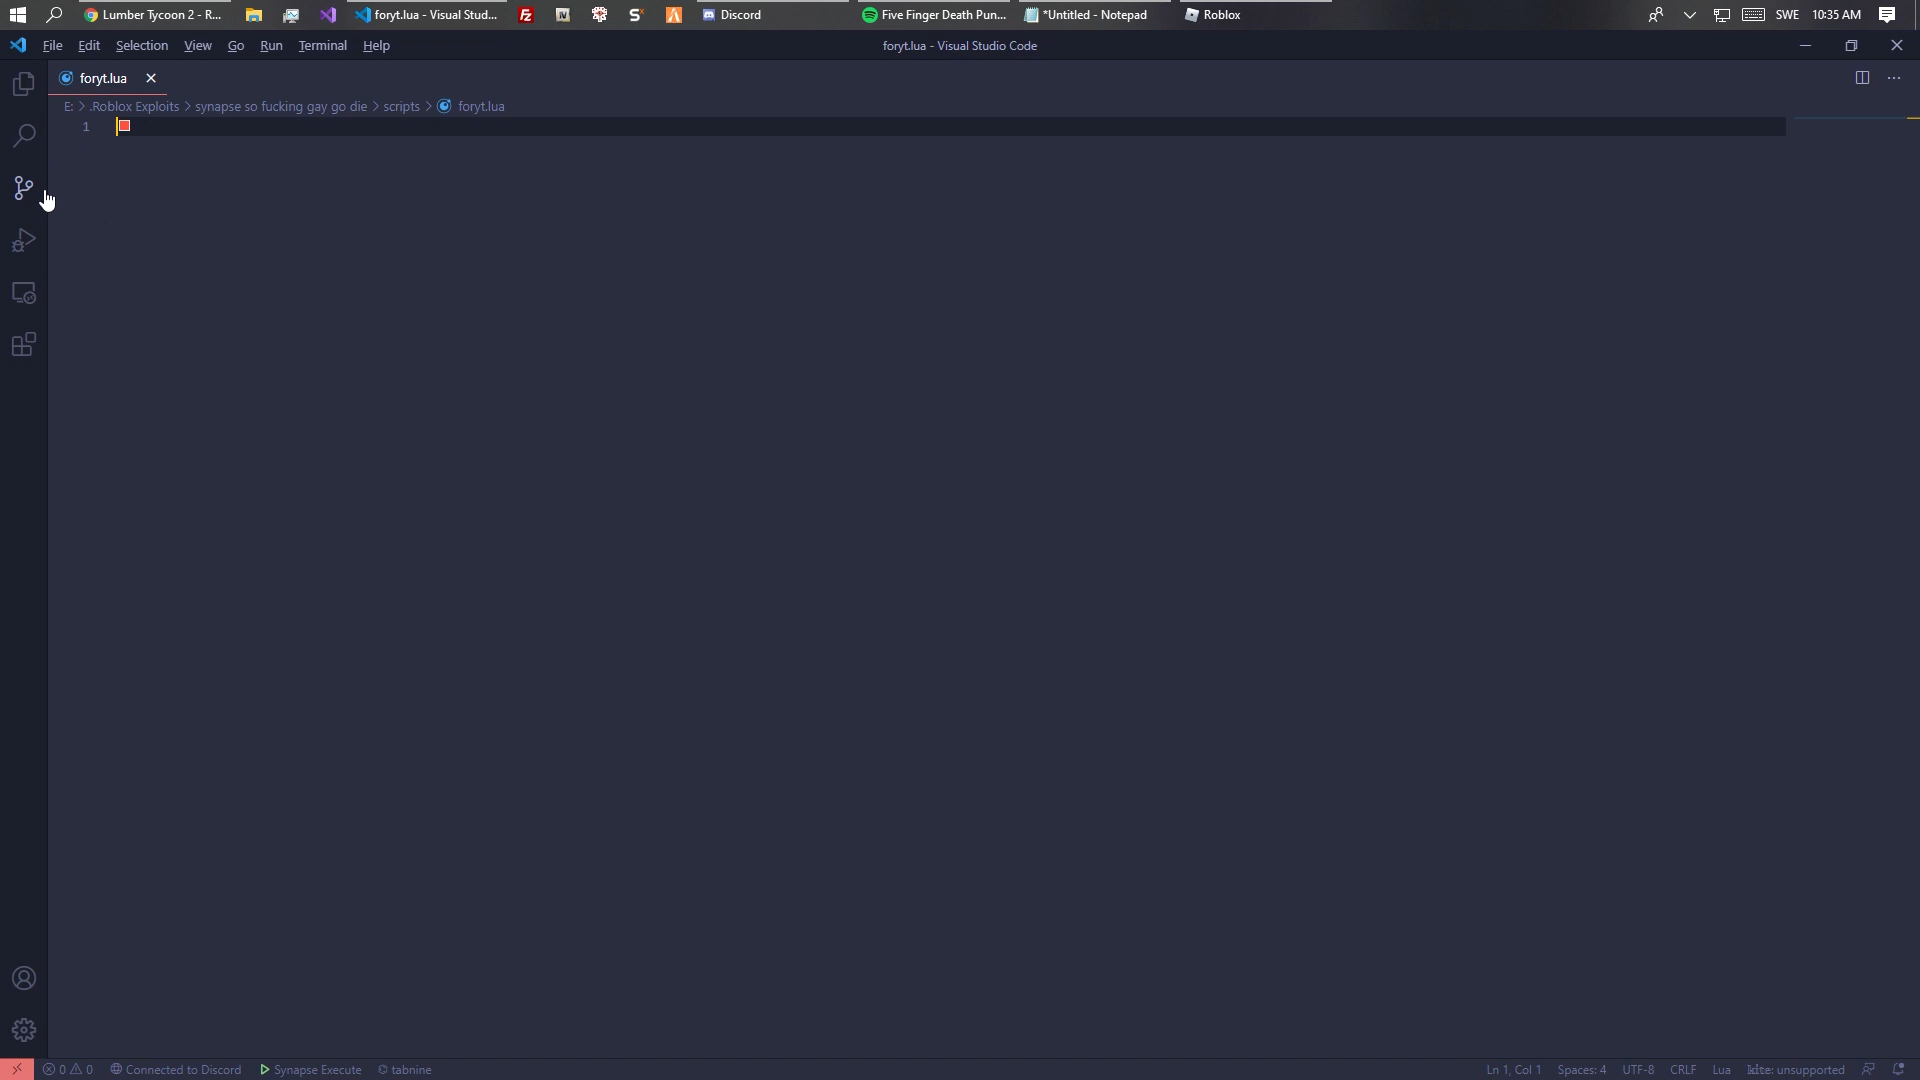 Lumber Tycoon 2 - R...
foryt.lua - Visual Stud...
Discord
Five Finger Death Pun...
*Untitled - Notepad
Roblox
SWE
10:35 AM
File Edit Selection View Go Run Terminal Help
foryt.lua - Visual Studio Code
foryt.lua
E: > .Roblox Exploits > synapse so fucking gay go die > scripts > foryt.lua
1
0 0 Connected to Discord Synapse Execute tabnine
Ln 1, Col 1 Spaces: 4 UTF-8 CRLF Lua kite: unsupported